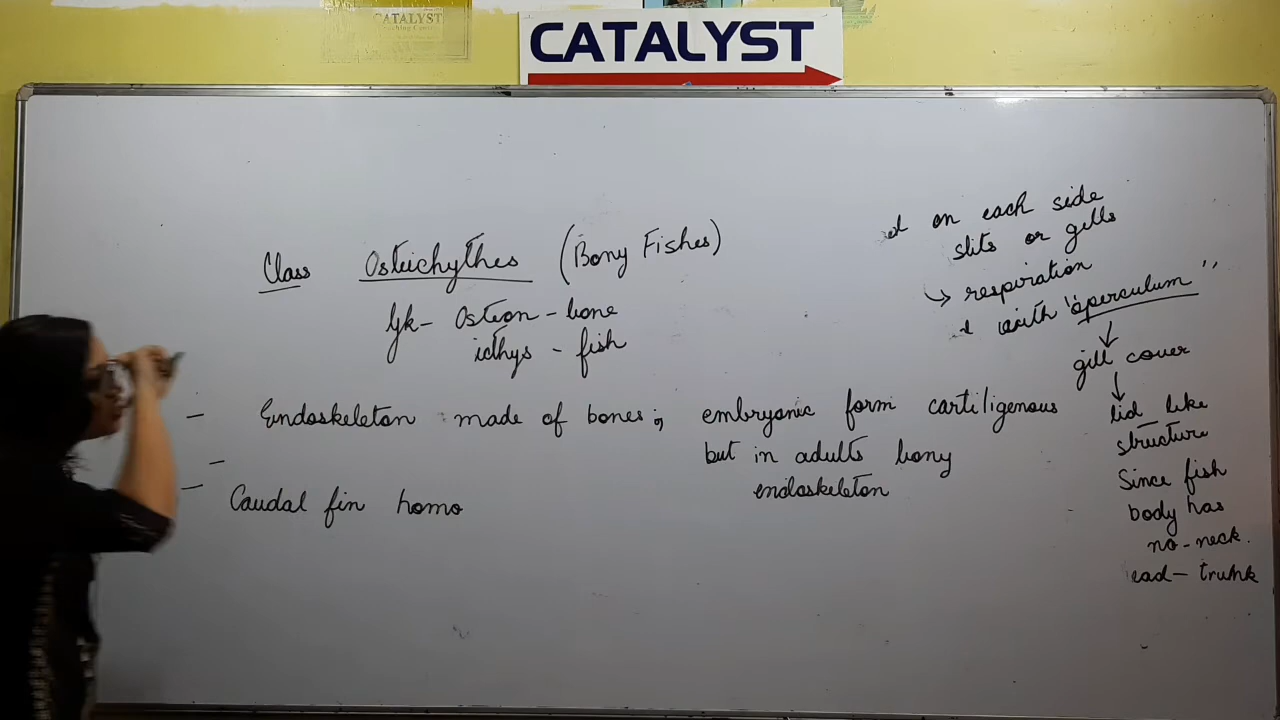 CATALYST
CATALYST
Class Osteichythes (Bony Fishes)
Gk- Osteon - bone
icthys - fish
- Endoskeleton made of bones; embryonic form cartiligenous
but in adults bony
endoskeleton
-
- Caudal fin homo
on each side
slits or gills
↳ respiration
with "operculum"
↓
gill cover
↓
lid like
structure
Since fish
body has
no-neck.
ead- trunk